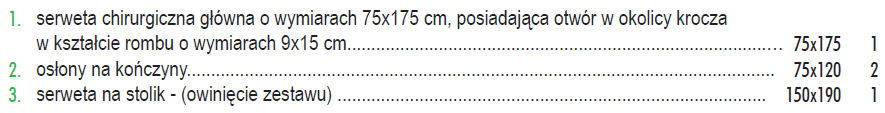 1. serweta chirurgiczna główna o wymiarach 75x175 cm, posiadająca otwór w okolicy krocza
w kształcie rombu o wymiarach 9x15 cm.................................................................................................. 75x175 1
2. osłony na kończyny.................................................................................................................................... 75x120 2
3. serweta na stolik - (owinięcie zestawu) ................................................................................................ 150x190 1